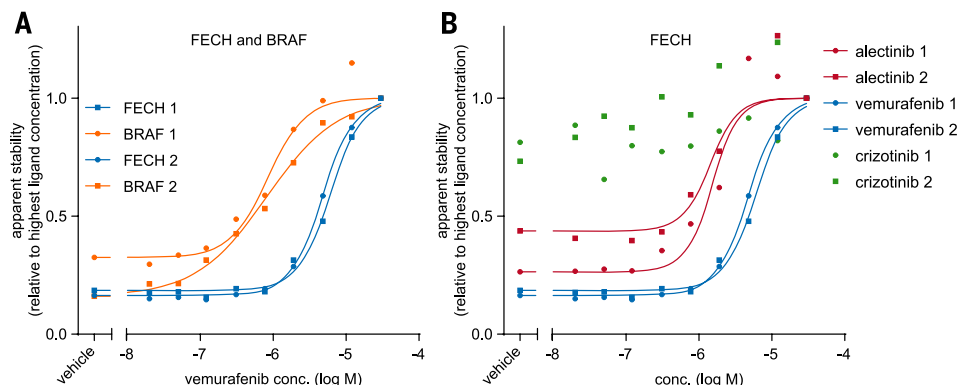 A
FECH and BRAF
apparent stability
(relative to highest ligand concentration)
1.0
0.5
0.0
FECH 1
BRAF 1
FECH 2
BRAF 2
vehicle
-8
-7
-6
-5
-4
vemurafenib conc. (log M)
B
FECH
apparent stability
(relative to highest ligand concentration)
1.0
0.5
0.0
vehicle
-8
-7
-6
-5
-4
conc. (log M)
alectinib 1
alectinib 2
vemurafenib 1
vemurafenib 2
crizotinib 1
crizotinib 2